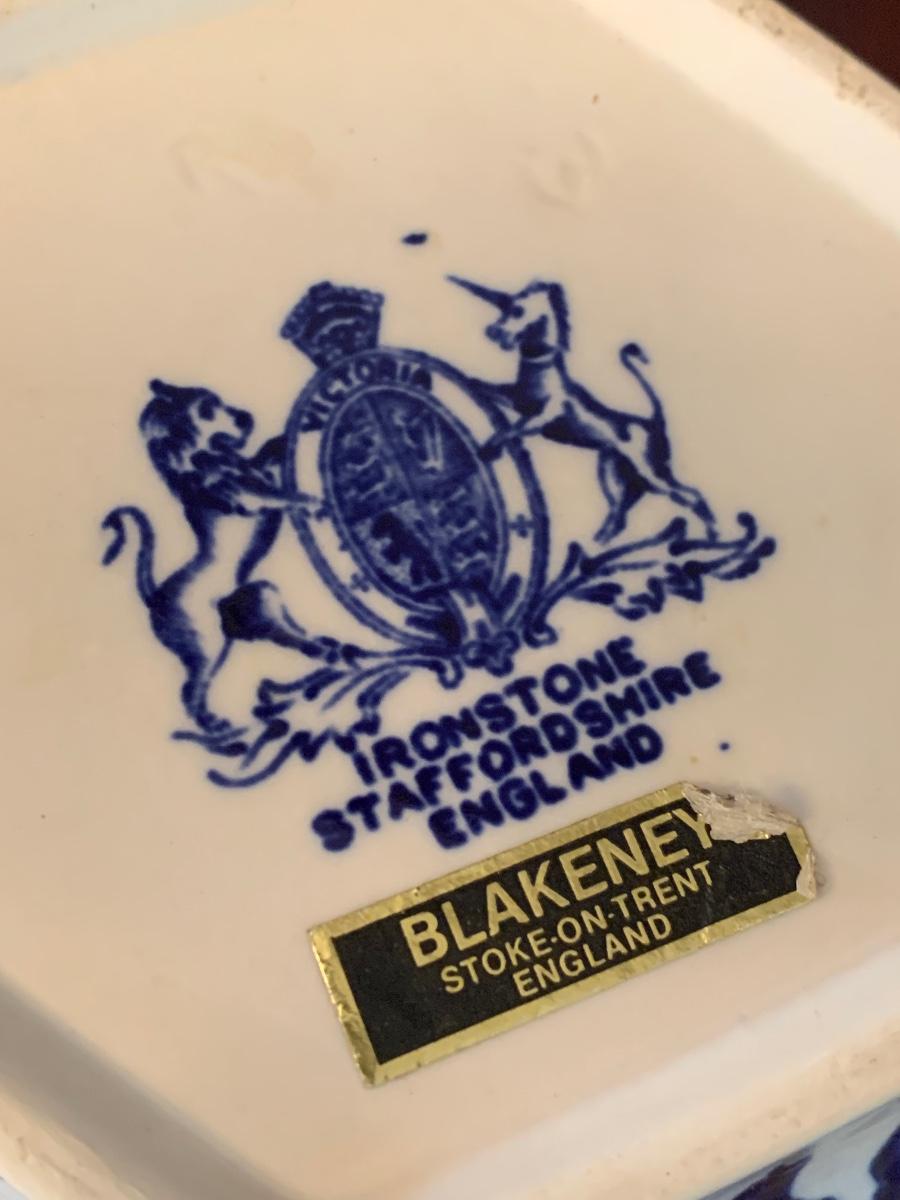 VICTORIA
IRONSTONE
STAFFORDSHIRE
ENGLAND
BLAKENEY
STOKE-ON-TRENT
ENGLAND